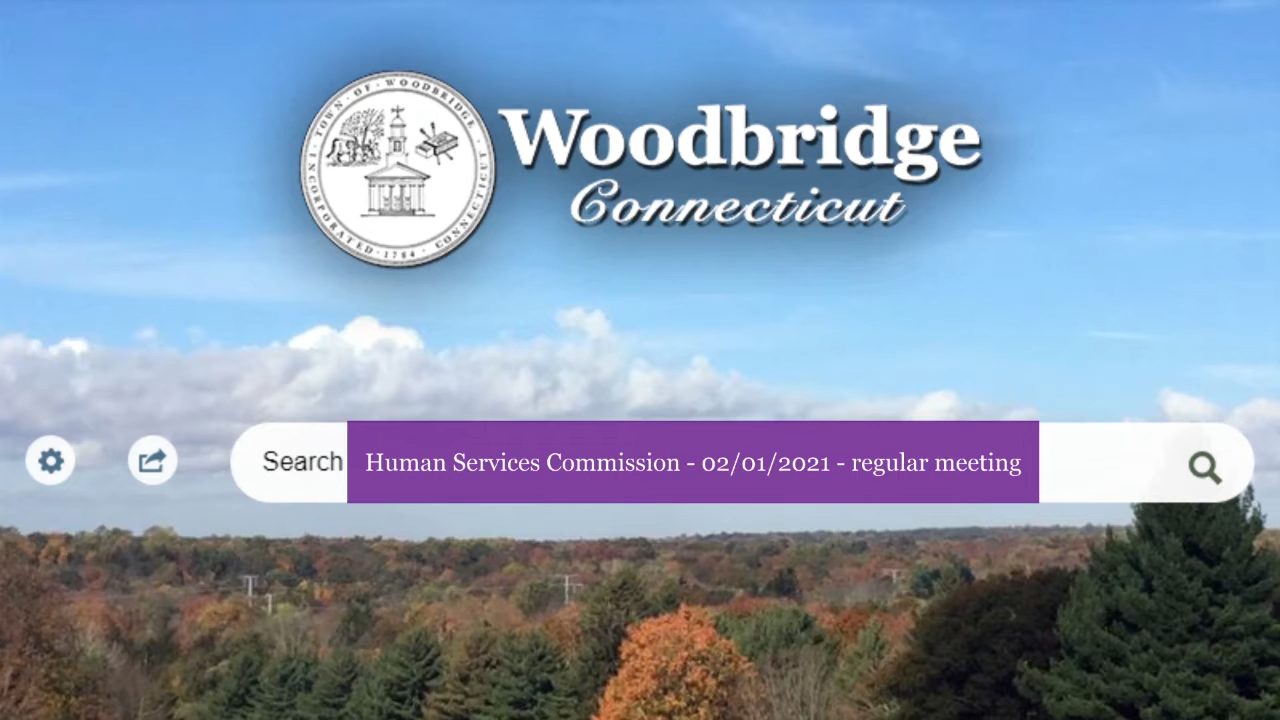 TOWN · OF · WOODBRIDGE · CONNECTICUT · INCORPORATED · 1784 ·
Woodbridge
Connecticut
Search Human Services Commission - 02/01/2021 - regular meeting